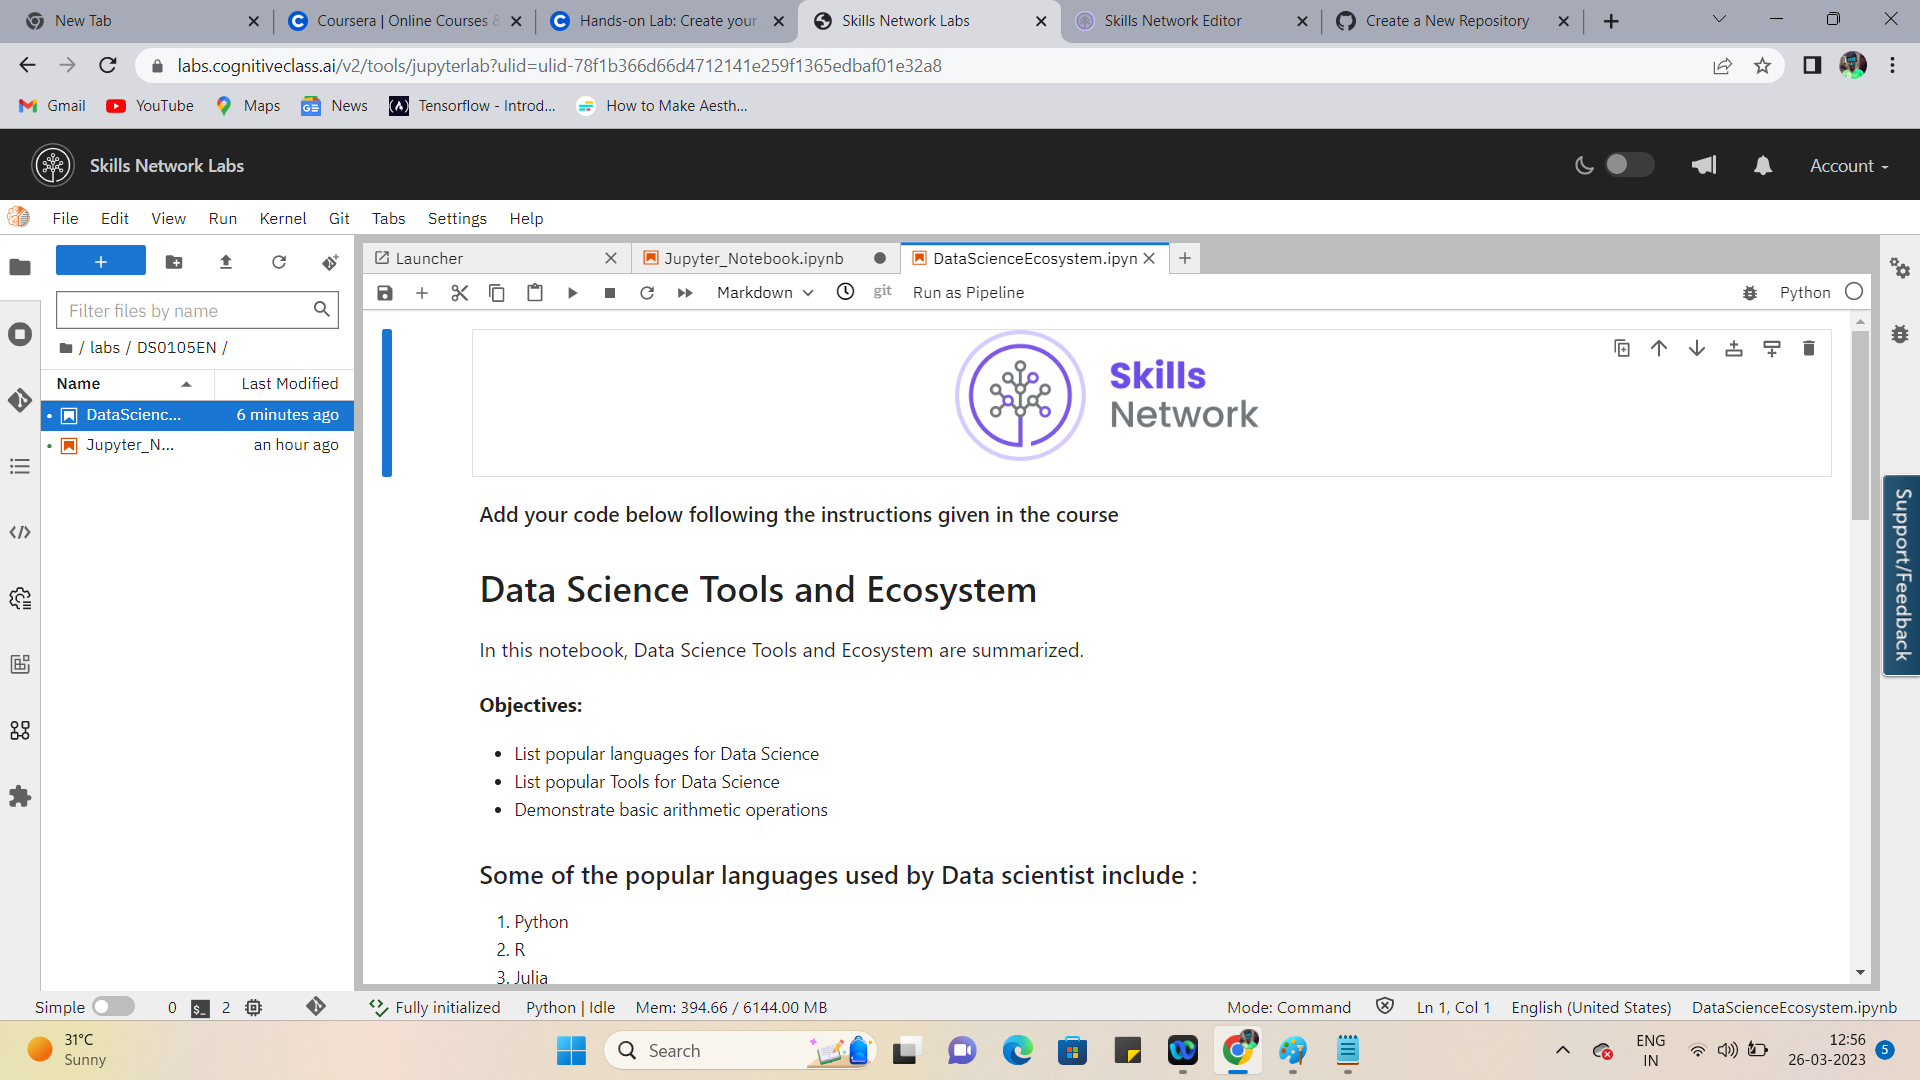 New Tab
Coursera | Online Courses &
Hands-on Lab: Create your
Skills Network Labs
Skills Network Editor
Create a New Repository
labs.cognitiveclass.ai/v2/tools/jupyterlab?ulid=ulid-78f1b366d66d4712141e259f1365edbaf01e32a8
Gmail
YouTube
Maps
News
Tensorflow - Introd...
How to Make Aesth...
Skills Network Labs
Account
File Edit View Run Kernel Git Tabs Settings Help
Launcher
Jupyter_Notebook.ipynb
DataScienceEcosystem.ipyn
Filter files by name
Markdown
git
Run as Pipeline
Python
/ labs / DS0105EN /
Name
Last Modified
DataScienc...
6 minutes ago
Jupyter_N...
an hour ago
Skills
Network
Add your code below following the instructions given in the course
Data Science Tools and Ecosystem
In this notebook, Data Science Tools and Ecosystem are summarized.
Objectives:
• List popular languages for Data Science
• List popular Tools for Data Science
• Demonstrate basic arithmetic operations
Some of the popular languages used by Data scientist include :
1. Python
2. R
3. Julia
Support/Feedback
Simple
0
2
Fully initialized
Python | Idle
Mem: 394.66 / 6144.00 MB
Mode: Command
Ln 1, Col 1
English (United States)
DataScienceEcosystem.ipynb
31°C
Sunny
Search
ENG
IN
12:56
26-03-2023
5